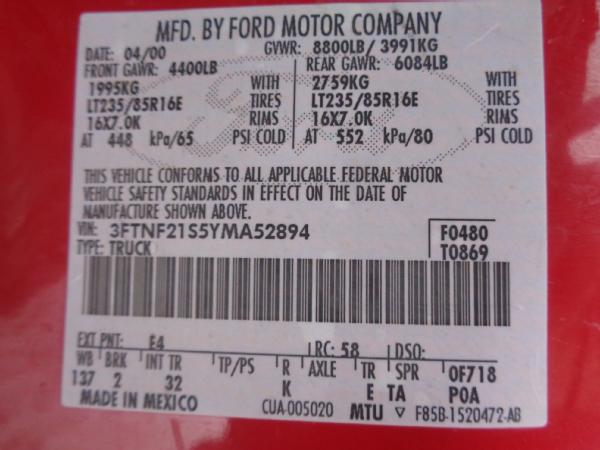 MFD. BY FORD MOTOR COMPANY
DATE: 04/00 GVWR: 8800LB/ 3991KG
FRONT GAWR: 4400LB REAR GAWR: 6084LB
1995KG WITH 2759KG WITH
LT235/85R16E TIRES LT235/85R16E TIRES
16X7.0K RIMS 16X7.0K RIMS
AT 448 kPa/65 PSI COLD AT 552 kPa/80 PSI COLD
THIS VEHICLE CONFORMS TO ALL APPLICABLE FEDERAL MOTOR
VEHICLE SAFETY STANDARDS IN EFFECT ON THE DATE OF
MANUFACTURE SHOWN ABOVE.
VIN: 3FTNF21S5YMA52894 F0480
TYPE: TRUCK T0869
EXT PNT: E4 RC: 58 DSO:
WB BRK INT TR TP/PS R AXLE TR SPR 0F718
137 2 32 K E TA P0A
MADE IN MEXICO CUA-005020 MTU F85B-1520472-AB